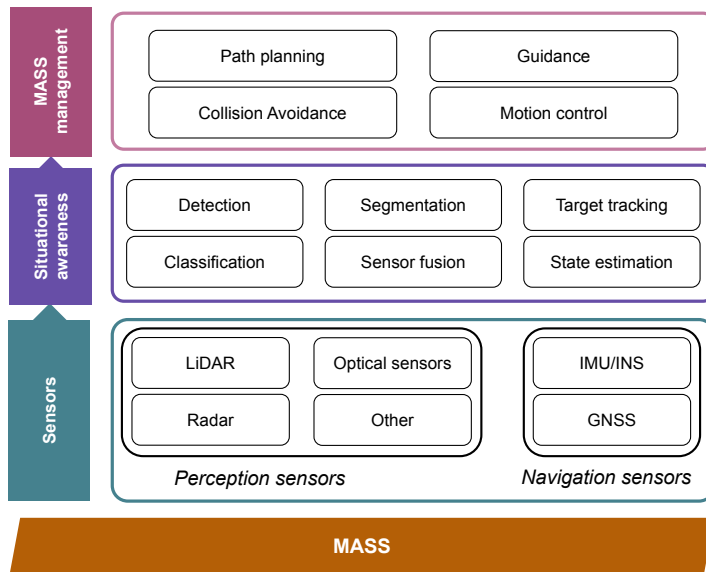 MASS
management
Path planning
Guidance
Collision Avoidance
Motion control
Situational
awareness
Detection
Segmentation
Target tracking
Classification
Sensor fusion
State estimation
Sensors
LiDAR
Optical sensors
IMU/INS
Radar
Other
GNSS
Perception sensors
Navigation sensors
MASS